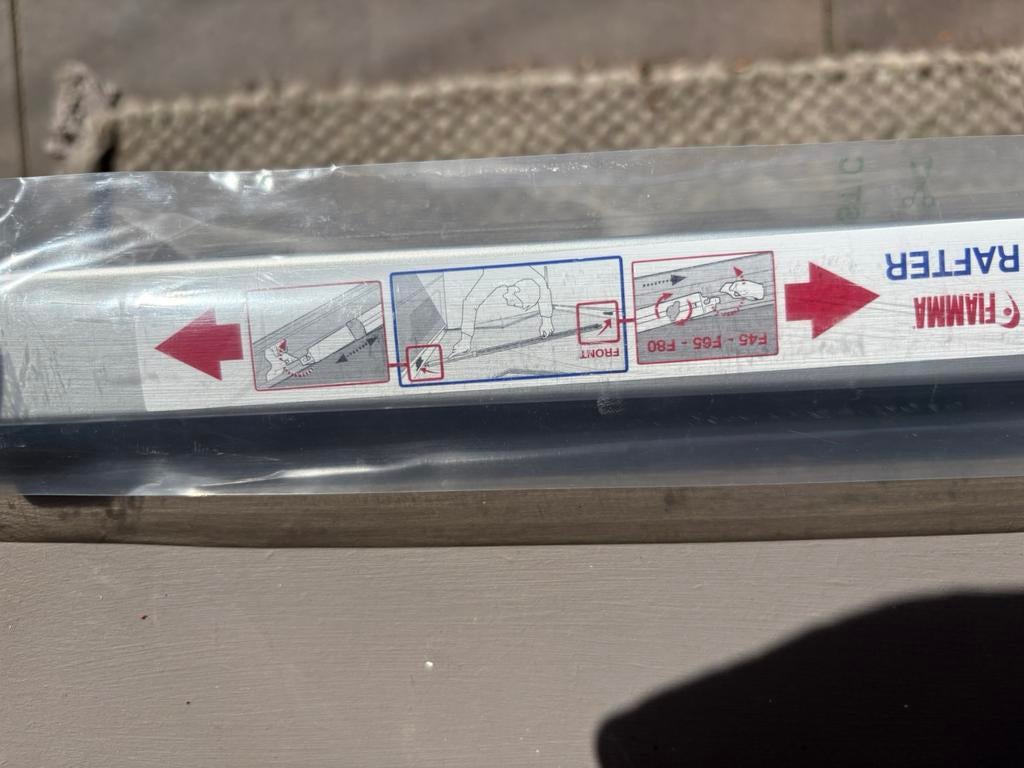 FIAMMA
RAFTER
F45 - F65 - F80
FRONT